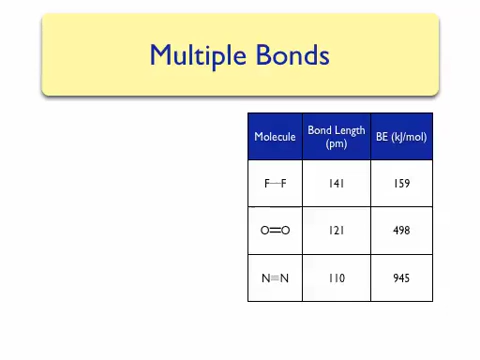 Multiple Bonds
Molecule Bond Length (pm) BE (kJ/mol)
F—F 141 159
O=O 121 498
N≡N 110 945